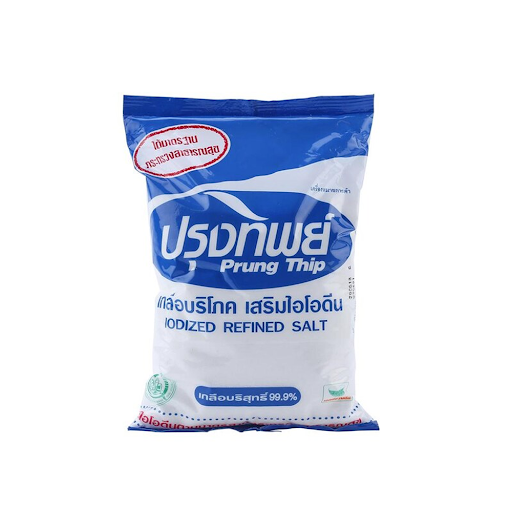 ได้มาตรฐาน
กระทรวงสาธารณสุข
ปรุงทิพย์
Prung Thip
เกลือบริโภค เสริมไอโอดีน
IODIZED REFINED SALT
เกลือบริสุทธิ์ 99.9%